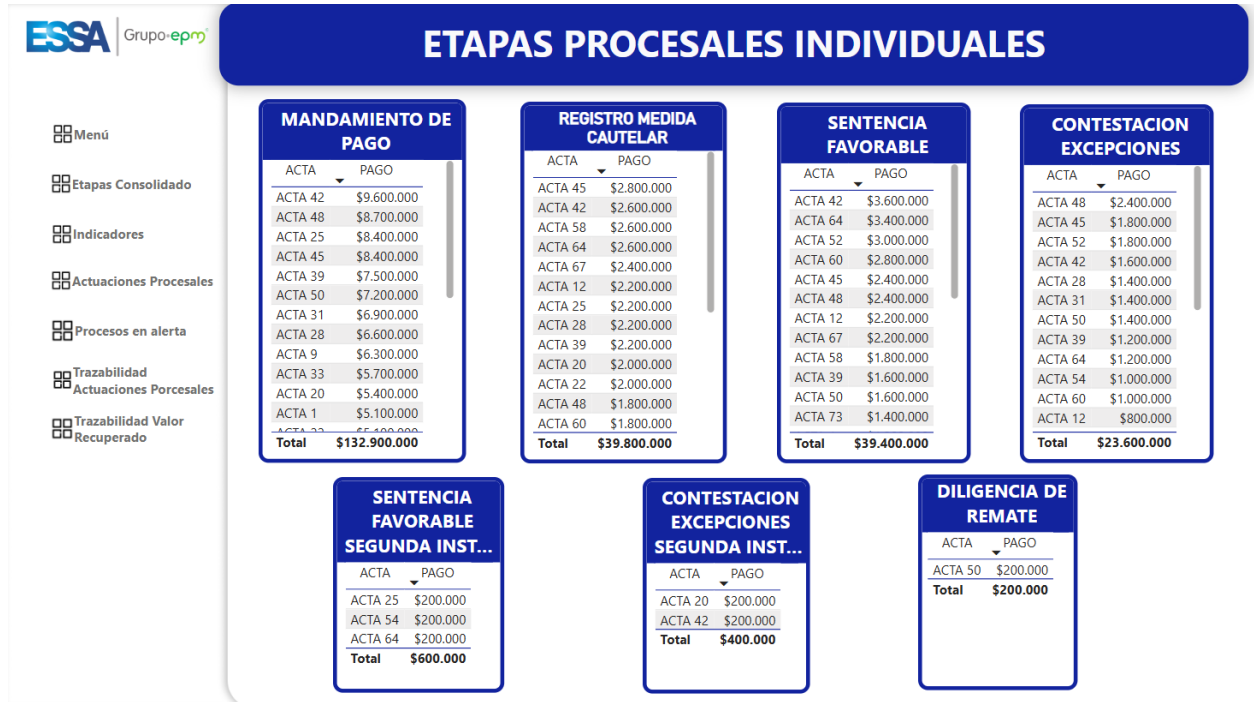 ESSA Grupo·epm®
ETAPAS PROCESALES INDIVIDUALES
Menú
Etapas Consolidado
Indicadores
Actuaciones Procesales
Procesos en alerta
Trazabilidad
Actuaciones Porcesales
Trazabilidad Valor
Recuperado
MANDAMIENTO DE
PAGO
ACTA PAGO
ACTA 42 $9.600.000
ACTA 48 $8.700.000
ACTA 25 $8.400.000
ACTA 45 $8.400.000
ACTA 39 $7.500.000
ACTA 50 $7.200.000
ACTA 31 $6.900.000
ACTA 28 $6.600.000
ACTA 9 $6.300.000
ACTA 33 $5.700.000
ACTA 20 $5.400.000
ACTA 1 $5.100.000
Total $132.900.000
REGISTRO MEDIDA
CAUTELAR
ACTA PAGO
ACTA 45 $2.800.000
ACTA 42 $2.600.000
ACTA 58 $2.600.000
ACTA 64 $2.600.000
ACTA 67 $2.400.000
ACTA 12 $2.200.000
ACTA 25 $2.200.000
ACTA 28 $2.200.000
ACTA 39 $2.200.000
ACTA 20 $2.000.000
ACTA 22 $2.000.000
ACTA 48 $1.800.000
ACTA 60 $1.800.000
Total $39.800.000
SENTENCIA
FAVORABLE
ACTA PAGO
ACTA 42 $3.600.000
ACTA 64 $3.400.000
ACTA 52 $3.000.000
ACTA 60 $2.800.000
ACTA 45 $2.400.000
ACTA 48 $2.400.000
ACTA 12 $2.200.000
ACTA 67 $2.200.000
ACTA 58 $1.800.000
ACTA 39 $1.600.000
ACTA 50 $1.600.000
ACTA 73 $1.400.000
Total $39.400.000
CONTESTACION
EXCEPCIONES
ACTA PAGO
ACTA 48 $2.400.000
ACTA 45 $1.800.000
ACTA 52 $1.800.000
ACTA 42 $1.600.000
ACTA 28 $1.400.000
ACTA 31 $1.400.000
ACTA 50 $1.400.000
ACTA 39 $1.200.000
ACTA 64 $1.200.000
ACTA 54 $1.000.000
ACTA 60 $1.000.000
ACTA 12 $800.000
Total $23.600.000
SENTENCIA
FAVORABLE
SEGUNDA INST...
ACTA PAGO
ACTA 25 $200.000
ACTA 54 $200.000
ACTA 64 $200.000
Total $600.000
CONTESTACION
EXCEPCIONES
SEGUNDA INST...
ACTA PAGO
ACTA 20 $200.000
ACTA 42 $200.000
Total $400.000
DILIGENCIA DE
REMATE
ACTA PAGO
ACTA 50 $200.000
Total $200.000